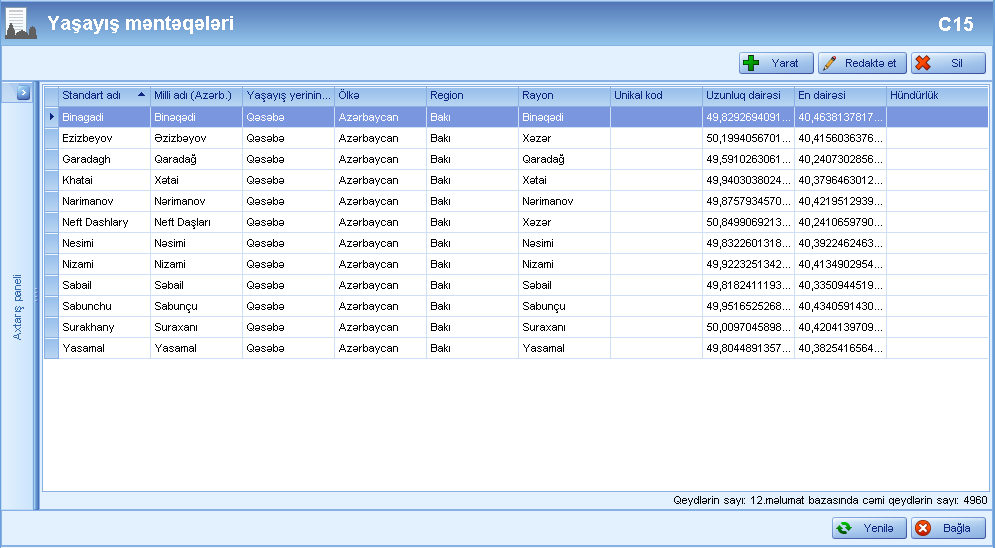 Yaşayış məntəqələri
C15
Yarat Redaktə et Sil
Standart adı Milli adı (Azərb.) Yaşayış yerinin... Ölkə Region Rayon Unikal kod Uzunluq dairəsi En dairəsi Hündürlük
Binagadi Binəqədi Qəsəbə Azərbaycan Bakı Binəqədi 49,8292694091... 40,4638137817...
Ezizbeyov Əzizbəyov Qəsəbə Azərbaycan Bakı Xəzər 50,1994056701... 40,4156036376...
Garadagh Qaradağ Qəsəbə Azərbaycan Bakı Qaradağ 49,5910263061... 40,2407302856...
Khatai Xətai Qəsəbə Azərbaycan Bakı Xətai 49,9403038024... 40,3796463012...
Narimanov Nərimanov Qəsəbə Azərbaycan Bakı Nərimanov 49,8757934570... 40,4219512939...
Neft Dashlary Neft Daşları Qəsəbə Azərbaycan Bakı Xəzər 50,8499069213... 40,2410659790...
Nesimi Nəsimi Qəsəbə Azərbaycan Bakı Nəsimi 49,8322601318... 40,3922462463...
Nizami Nizami Qəsəbə Azərbaycan Bakı Nizami 49,9223251342... 40,4134902954...
Sabail Səbail Qəsəbə Azərbaycan Bakı Səbail 49,8182411193... 40,3350944519...
Sabunchu Sabunçu Qəsəbə Azərbaycan Bakı Sabunçu 49,9516525268... 40,4340591430...
Surakhany Suraxanı Qəsəbə Azərbaycan Bakı Suraxanı 50,0097045898... 40,4204139709...
Yasamal Yasamal Qəsəbə Azərbaycan Bakı Yasamal 49,8044891357... 40,3825416564...
Axtarış paneli
Qeydlərin sayı: 12.məlumat bazasında cəmi qeydlərin sayı: 4960
Yenilə Bağla